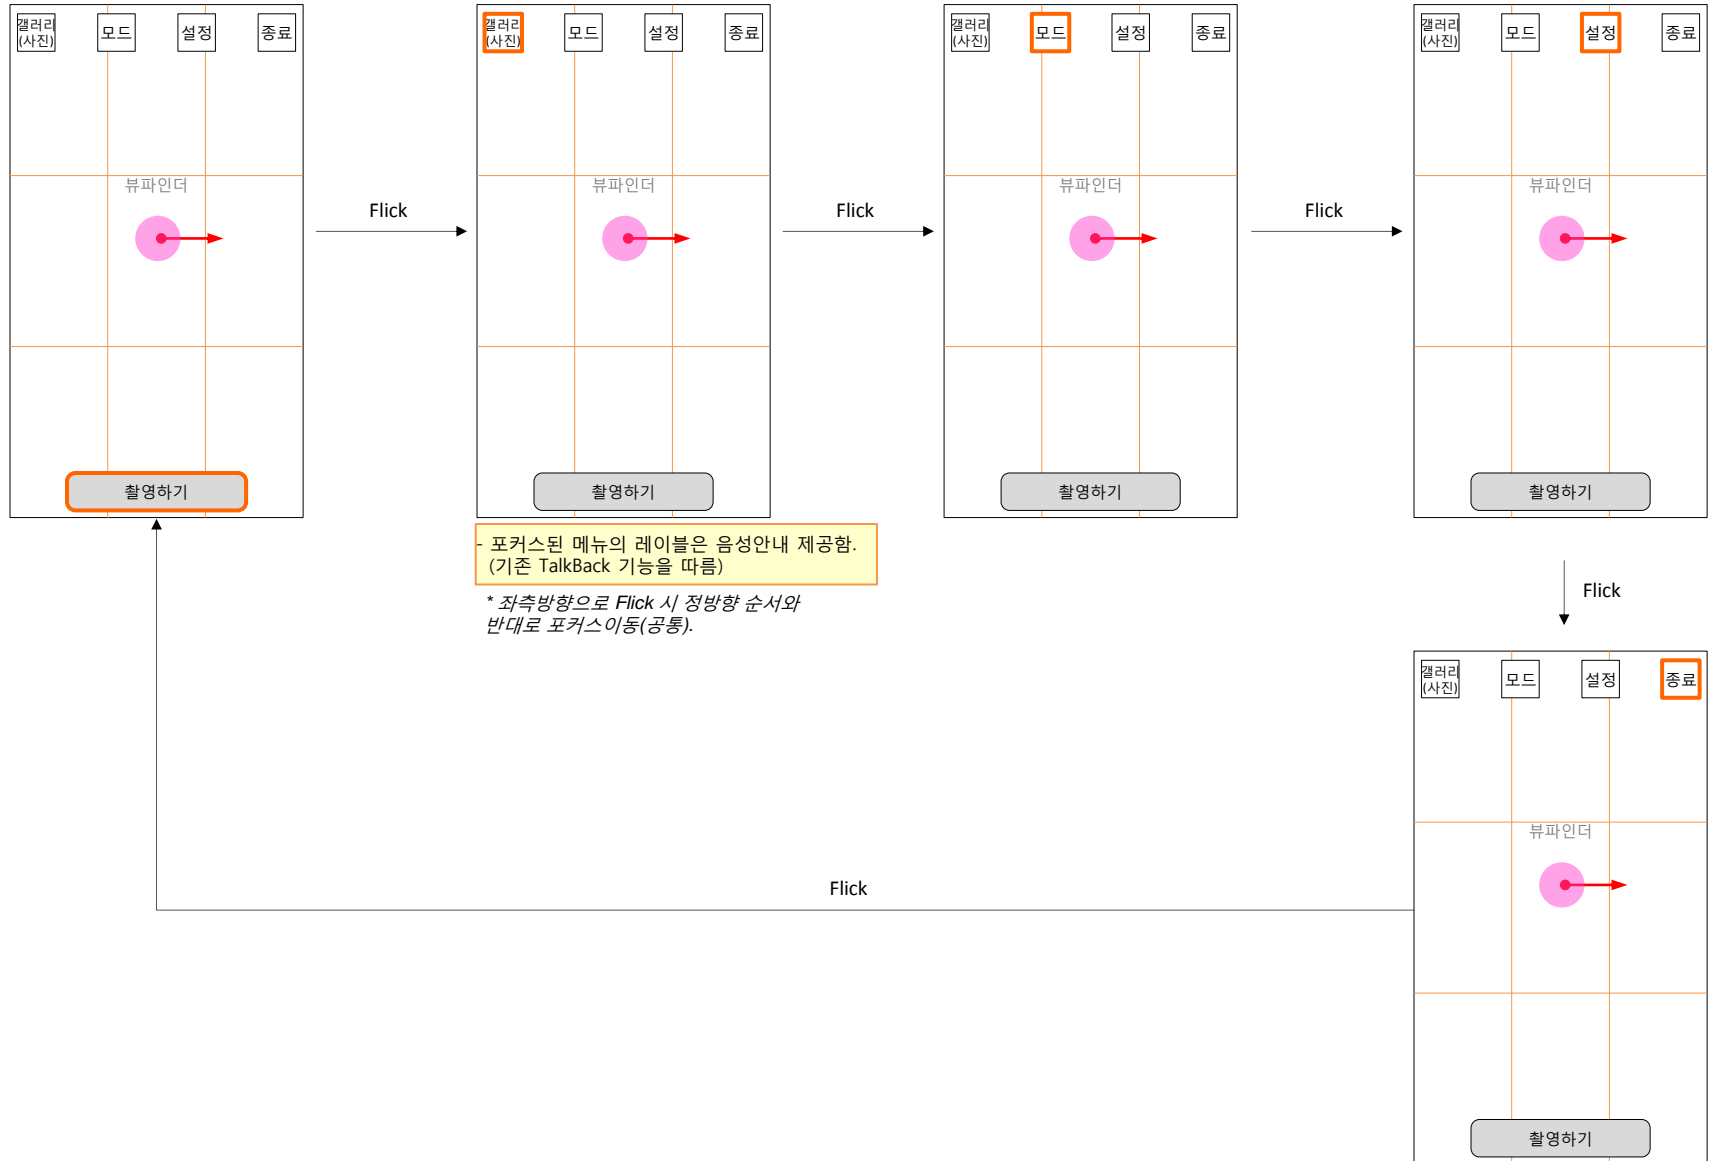 갤러리
(사진)
모드
설정
종료
뷰파인더
촬영하기
Flick
갤러리
(사진)
모드
설정
종료
뷰파인더
촬영하기
- 포커스된 메뉴의 레이블은 음성안내 제공함.
(기존 TalkBack 기능을 따름)
* 좌측방향으로 Flick 시 정방향 순서와
반대로 포커스이동(공통).
Flick
갤러리
(사진)
모드
설정
종료
뷰파인더
촬영하기
Flick
갤러리
(사진)
모드
설정
종료
뷰파인더
촬영하기
Flick
갤러리
(사진)
모드
설정
종료
뷰파인더
촬영하기
Flick